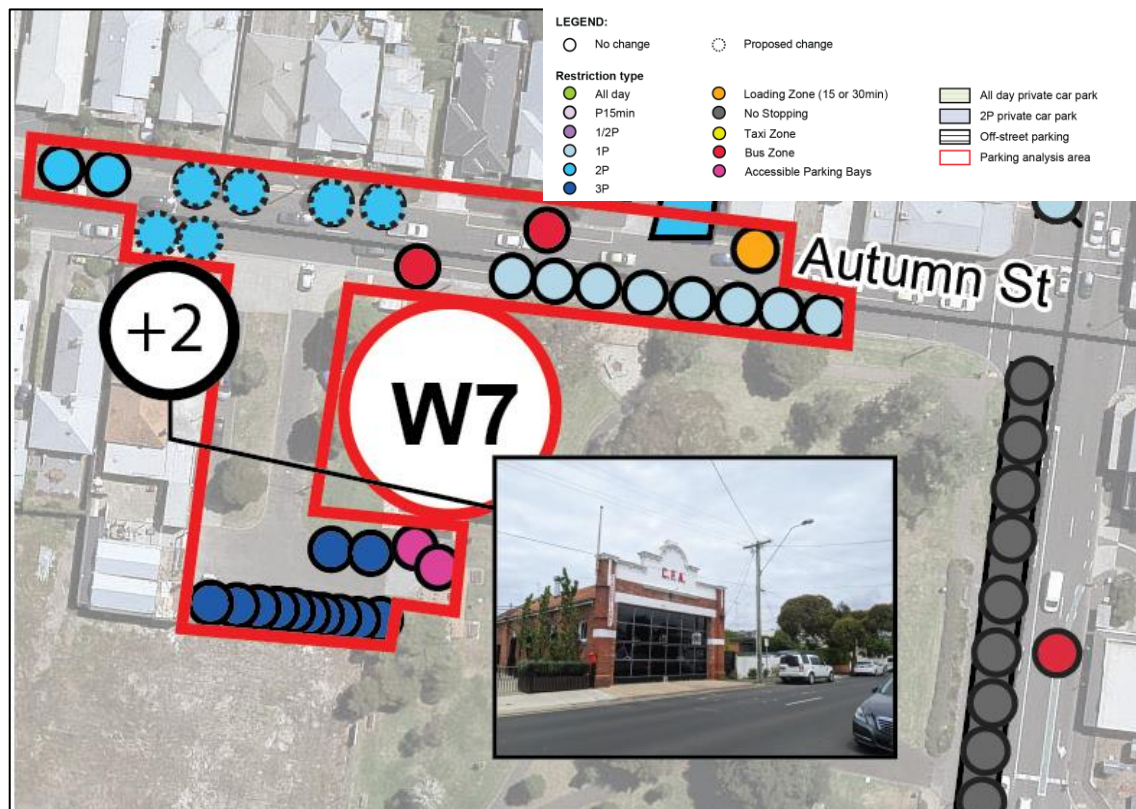 LEGEND:
No change
Proposed change
Restriction type
All day
P15min
1/2P
1P
2P
3P
Loading Zone (15 or 30min)
No Stopping
Taxi Zone
Bus Zone
Accessible Parking Bays
All day private car park
2P private car park
Off-street parking
Parking analysis area
Autumn St
+2
W7
C.F.A.